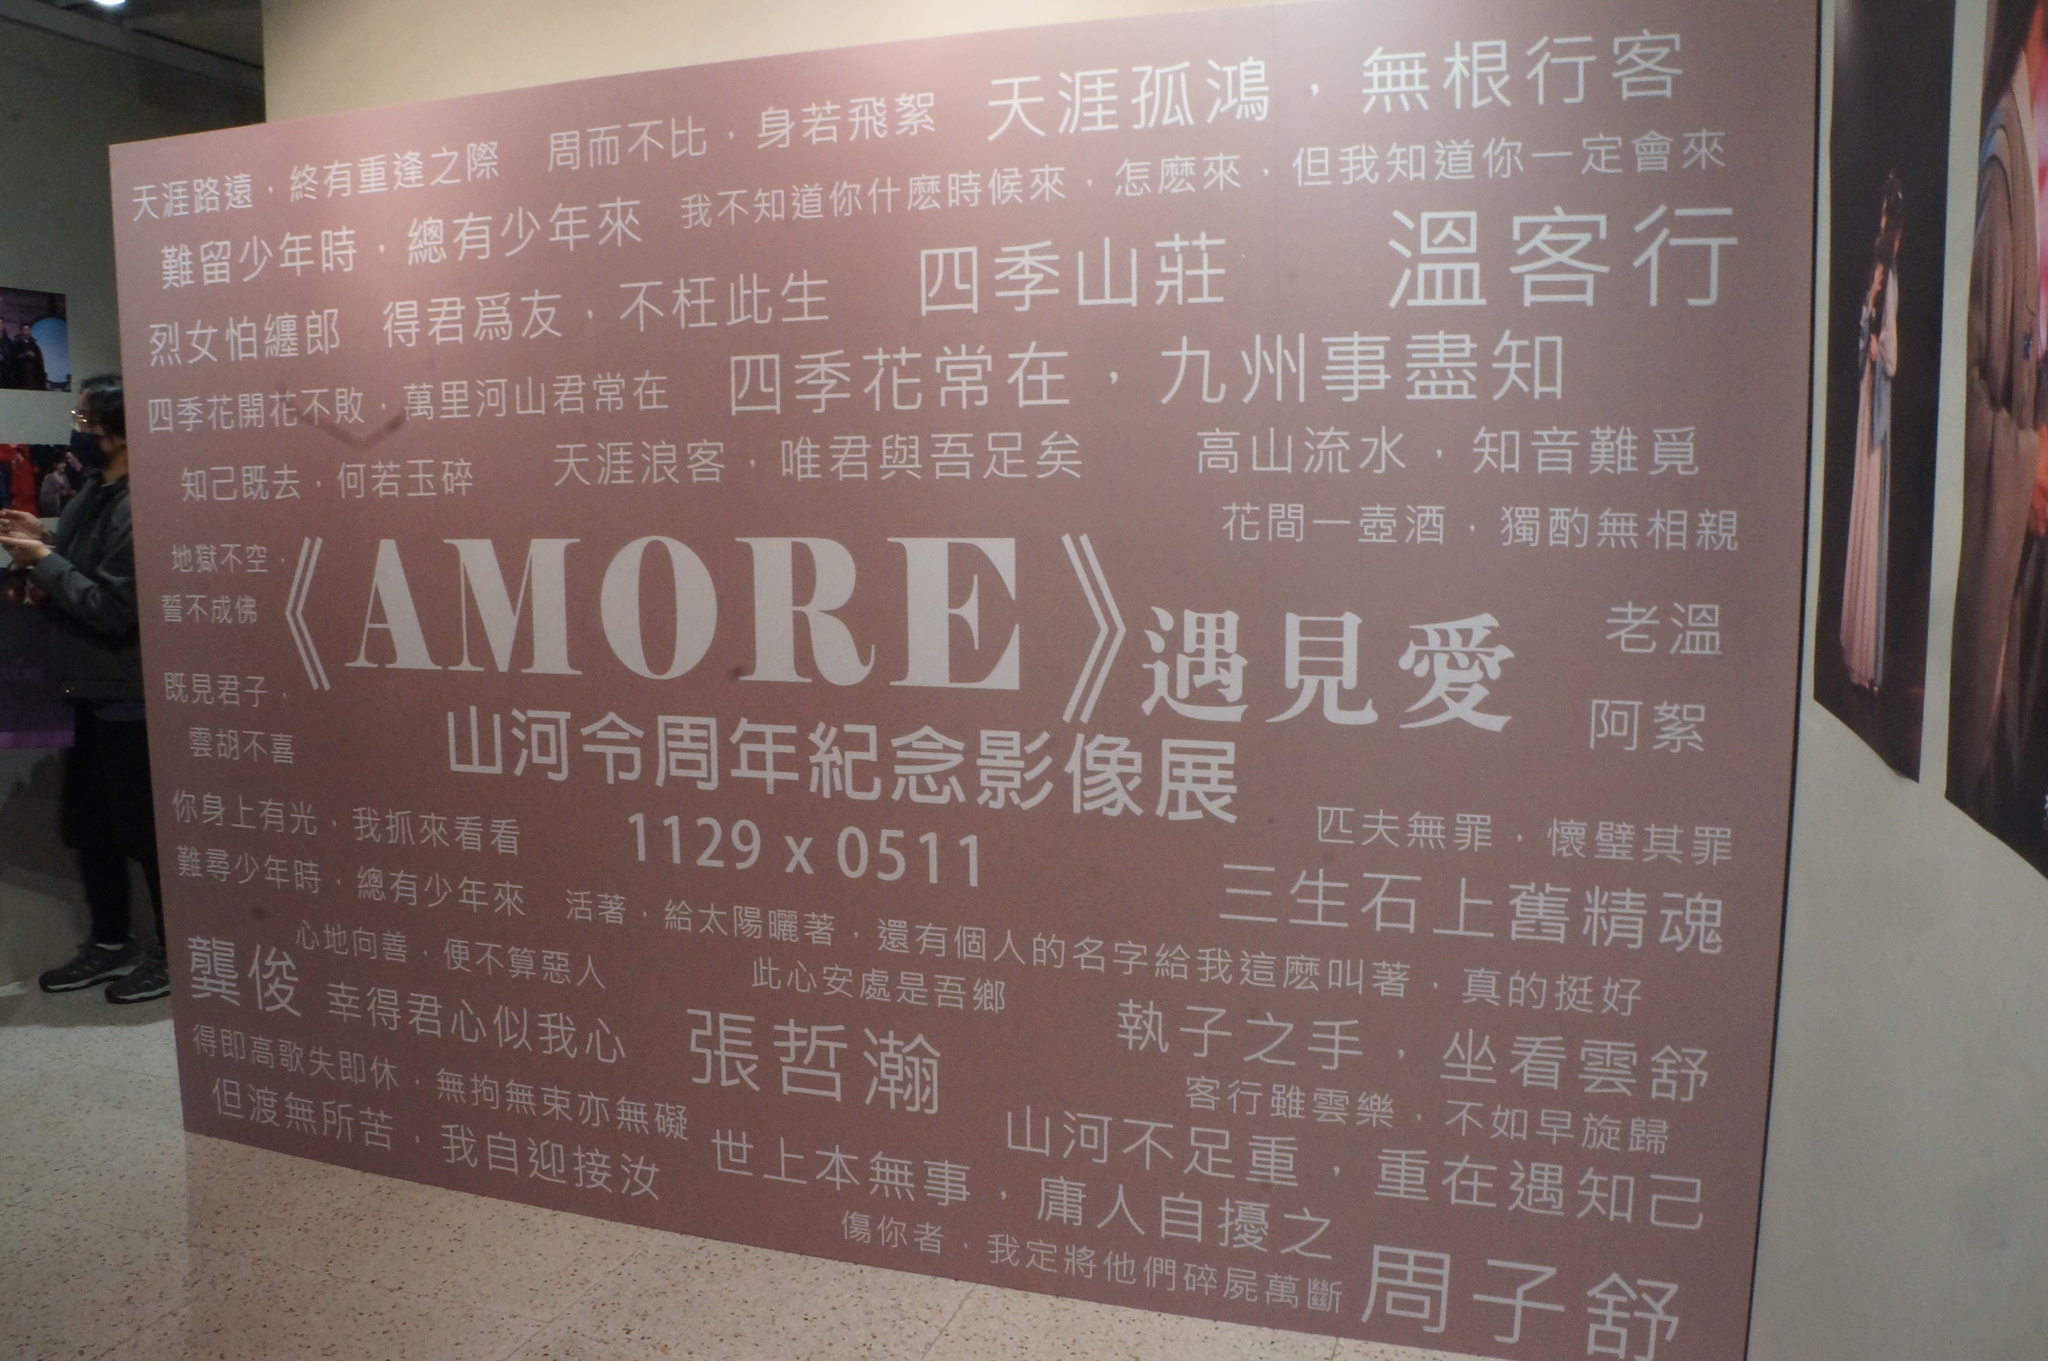 天涯孤鴻，無根行客
天涯路遠，終有重逢之際
周而不比，身若飛絮
難留少年時，總有少年來
我不知道你什麽時候來，怎麽來，但我知道你一定會來
烈女怕纏郎
得君爲友，不枉此生
四季山莊
溫客行
四季花開花不敗，萬里河山君常在
四季花常在，九州事盡知
知己既去，何若玉碎
天涯浪客，唯君與吾足矣
高山流水，知音難覓
花間一壺酒，獨酌無相親
地獄不空，
誓不成佛
《AMORE》遇見愛
老溫
阿絮
既見君子，
雲胡不喜
山河令周年紀念影像展
1129 x 0511
你身上有光，我抓來看看
匹夫無罪，懷璧其罪
難尋少年時，總有少年來
活著，給太陽曬著，還有個人的名字給我這麽叫著，真的挺好
三生石上舊精魂
心地向善，便不算惡人
此心安處是吾鄉
龔俊
幸得君心似我心
張哲瀚
執子之手，坐看雲舒
得即高歌失即休，無拘無束亦無礙
客行雖雲樂，不如早旋歸
但渡無所苦，我自迎接汝
世上本無事，庸人自擾之
山河不足重，重在遇知己
傷你者，我定將他們碎屍萬斷
周子舒